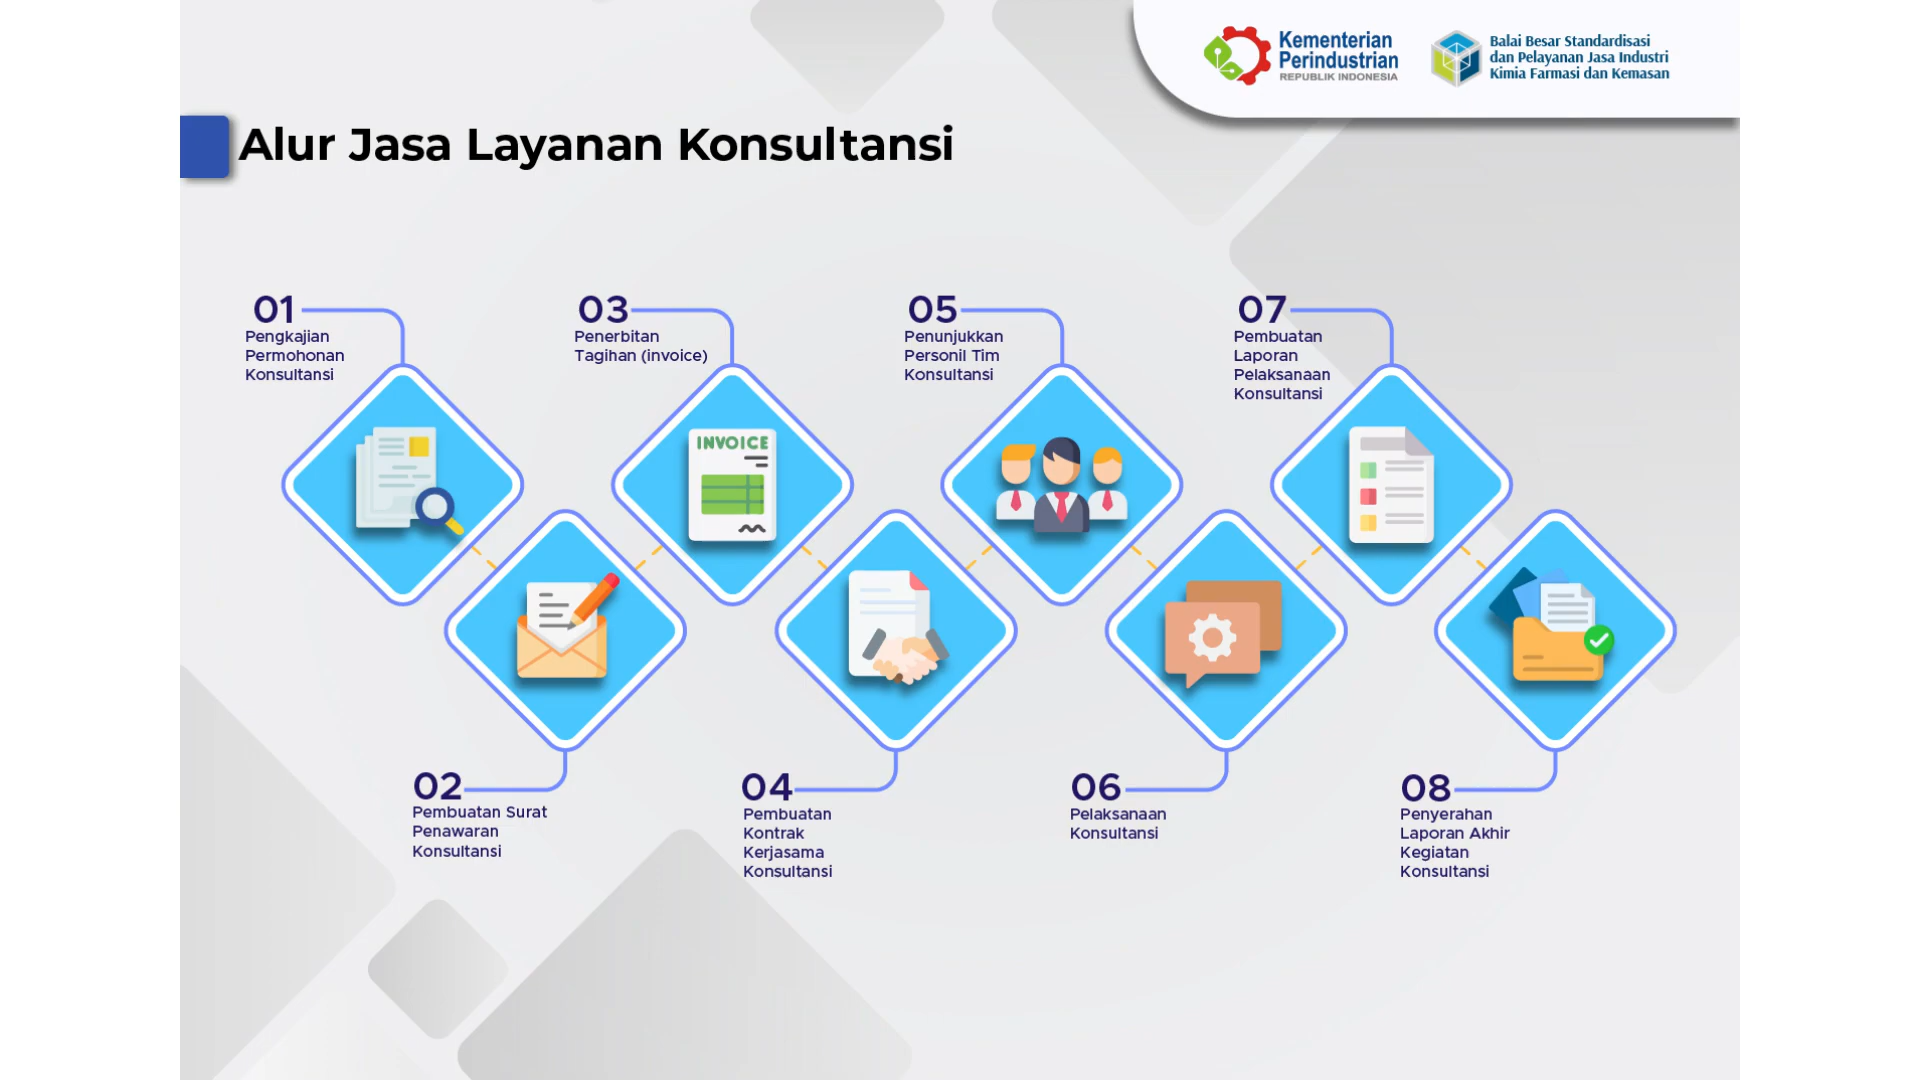 Kementerian
Perindustrian
REPUBLIK INDONESIA
Balai Besar Standardisasi
dan Pelayanan Jasa Industri
Kimia Farmasi dan Kemasan
Alur Jasa Layanan Konsultansi
01
Pengkajian
Permohonan
Konsultansi
03
Penerbitan
Tagihan (invoice)
05
Penunjukkan
Personil Tim
Konsultansi
07
Pembuatan
Laporan
Pelaksanaan
Konsultansi
INVOICE
02
Pembuatan Surat
Penawaran
Konsultansi
04
Pembuatan
Kontrak
Kerjasama
Konsultansi
06
Pelaksanaan
Konsultansi
08
Penyerahan
Laporan Akhir
Kegiatan
Konsultansi